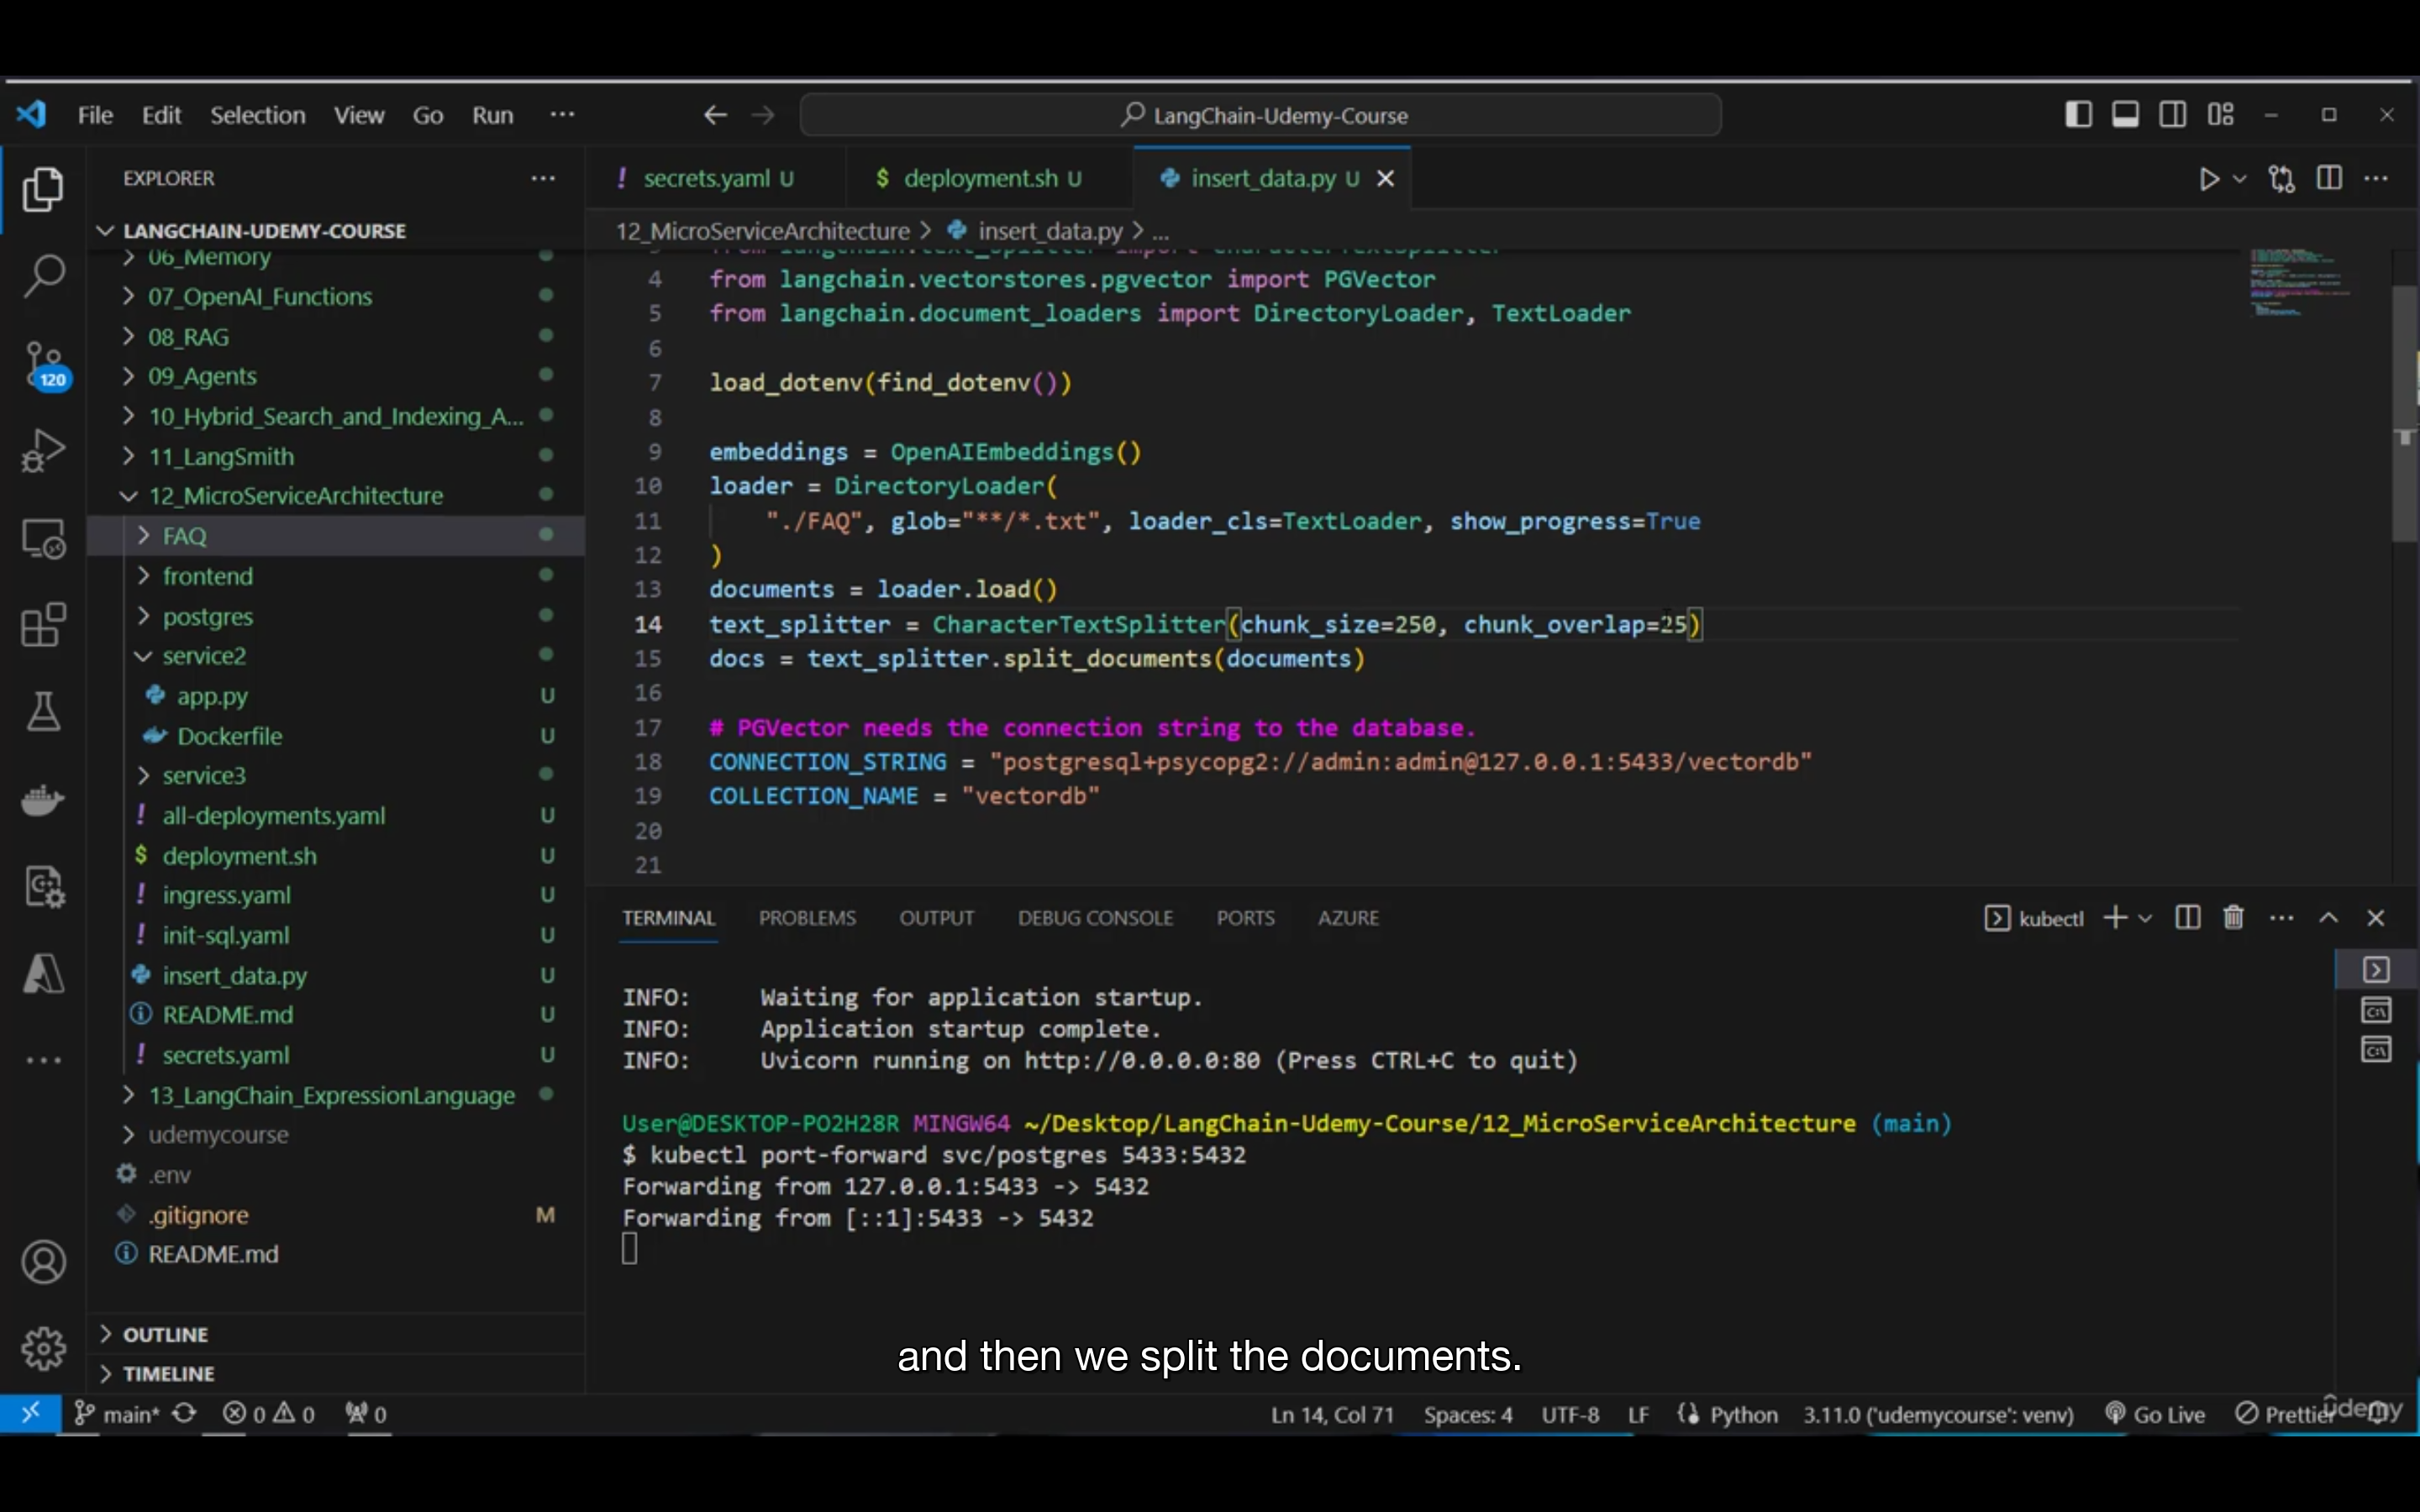 File Edit Selection View Go Run ...
LangChain-Udemy-Course
EXPLORER
LANGCHAIN-UDEMY-COURSE
06_Memory
07_OpenAI_Functions
08_RAG
09_Agents
10_Hybrid_Search_and_Indexing_A...
11_LangSmith
12_MicroServiceArchitecture
FAQ
frontend
postgres
service2
app.py U
Dockerfile U
service3
! all-deployments.yaml U
$ deployment.sh U
! ingress.yaml U
! init-sql.yaml U
insert_data.py U
README.md U
! secrets.yaml U
13_LangChain_ExpressionLanguage
udemycourse
.env
.gitignore M
README.md
OUTLINE
TIMELINE
120
! secrets.yaml U $ deployment.sh U insert_data.py U
12_MicroServiceArchitecture > insert_data.py > ...
4 from langchain.vectorstores.pgvector import PGVector
5 from langchain.document_loaders import DirectoryLoader, TextLoader
6
7 load_dotenv(find_dotenv())
8
9 embeddings = OpenAIEmbeddings()
10 loader = DirectoryLoader(
11     "./FAQ", glob="**/*.txt", loader_cls=TextLoader, show_progress=True
12 )
13 documents = loader.load()
14 text_splitter = CharacterTextSplitter(chunk_size=250, chunk_overlap=25)
15 docs = text_splitter.split_documents(documents)
16
17 # PGVector needs the connection string to the database.
18 CONNECTION_STRING = "postgresql+psycopg2://admin:admin@127.0.0.1:5433/vectordb"
19 COLLECTION_NAME = "vectordb"
20
21
TERMINAL PROBLEMS OUTPUT DEBUG CONSOLE PORTS AZURE
kubectl
INFO:     Waiting for application startup.
INFO:     Application startup complete.
INFO:     Uvicorn running on http://0.0.0.0:80 (Press CTRL+C to quit)
User@DESKTOP-PO2H28R MINGW64 ~/Desktop/LangChain-Udemy-Course/12_MicroServiceArchitecture (main)
$ kubectl port-forward svc/postgres 5433:5432
Forwarding from 127.0.0.1:5433 -> 5432
Forwarding from [::1]:5433 -> 5432
and then we split the documents.
main* 0 0 0
Ln 14, Col 71 Spaces: 4 UTF-8 LF Python 3.11.0 ('udemycourse': venv) Go Live Prettier
ûdemy